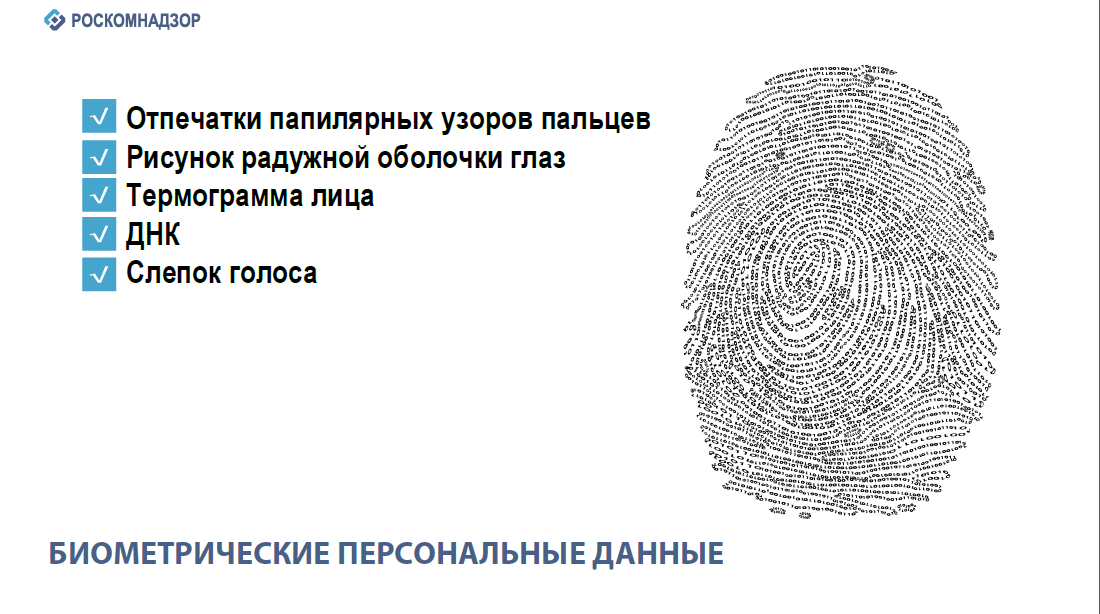 РОСКОМНАДЗОР
Отпечатки папилярных узоров пальцев
Рисунок радужной оболочки глаз
Термограмма лица
ДНК
Слепок голоса
БИОМЕТРИЧЕСКИЕ ПЕРСОНАЛЬНЫЕ ДАННЫЕ